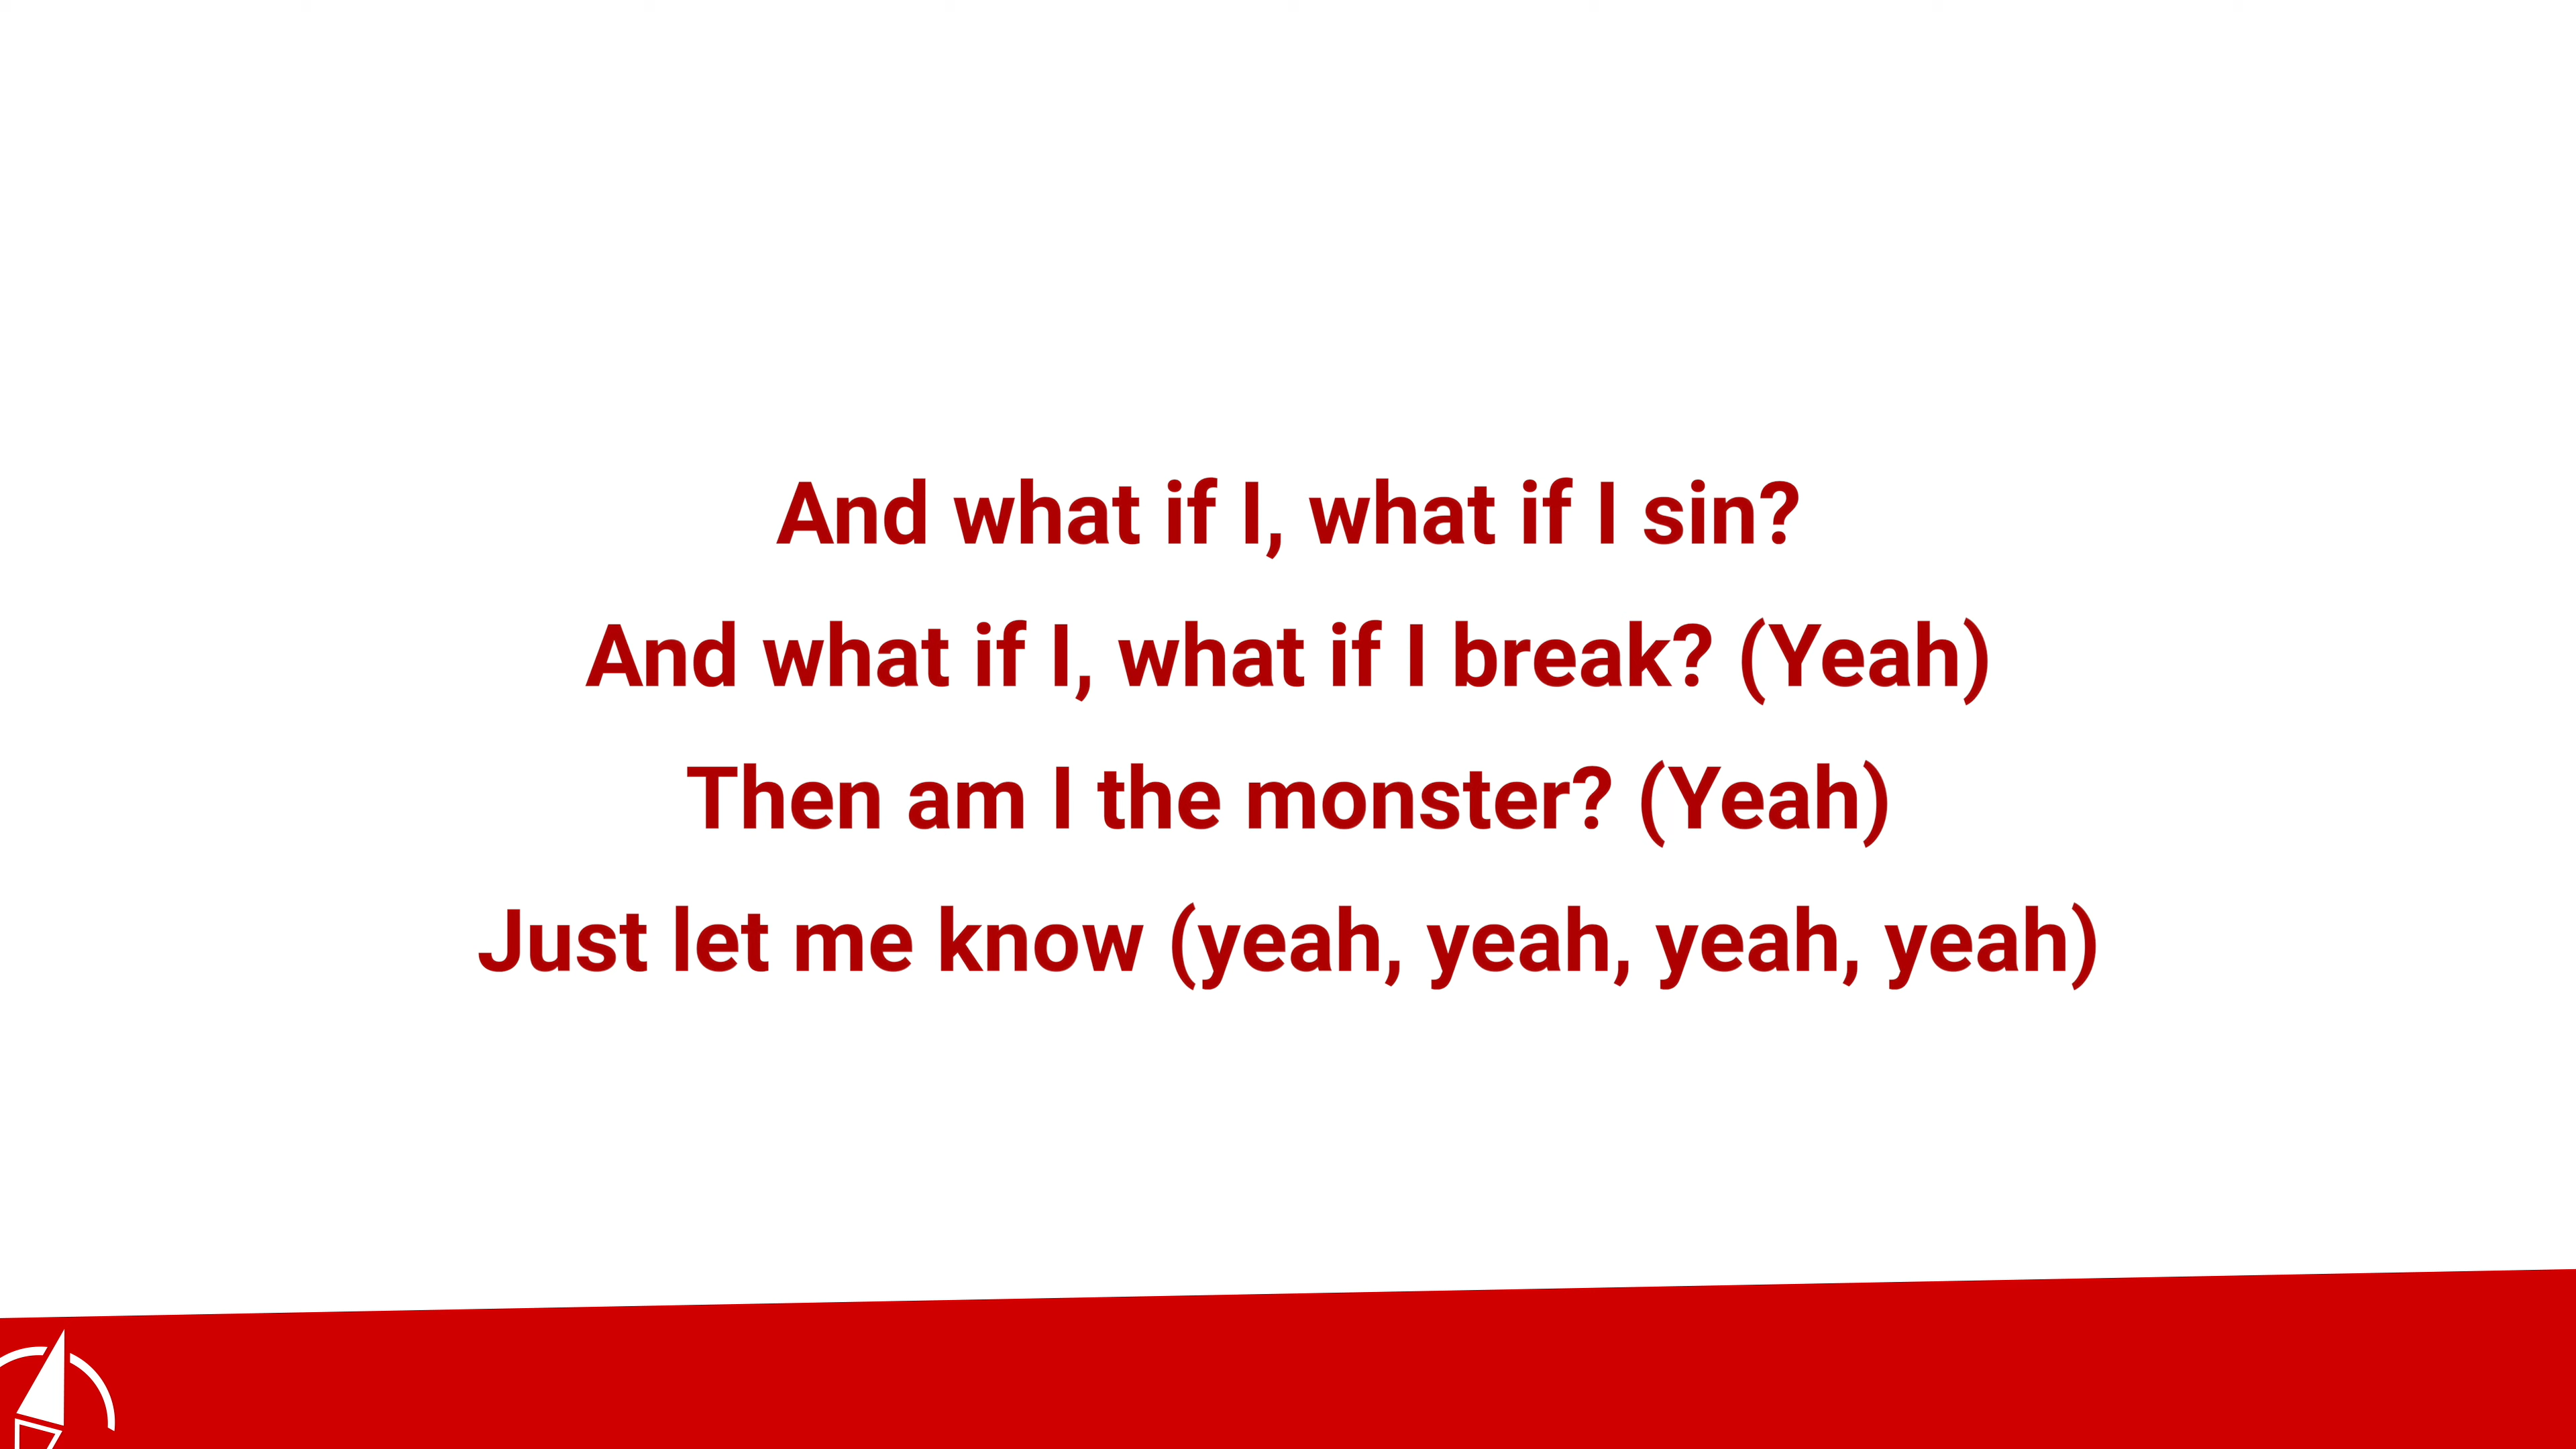 And what if I, what if I sin?
And what if I, what if I break? (Yeah)
Then am I the monster? (Yeah)
Just let me know (yeah, yeah, yeah, yeah)